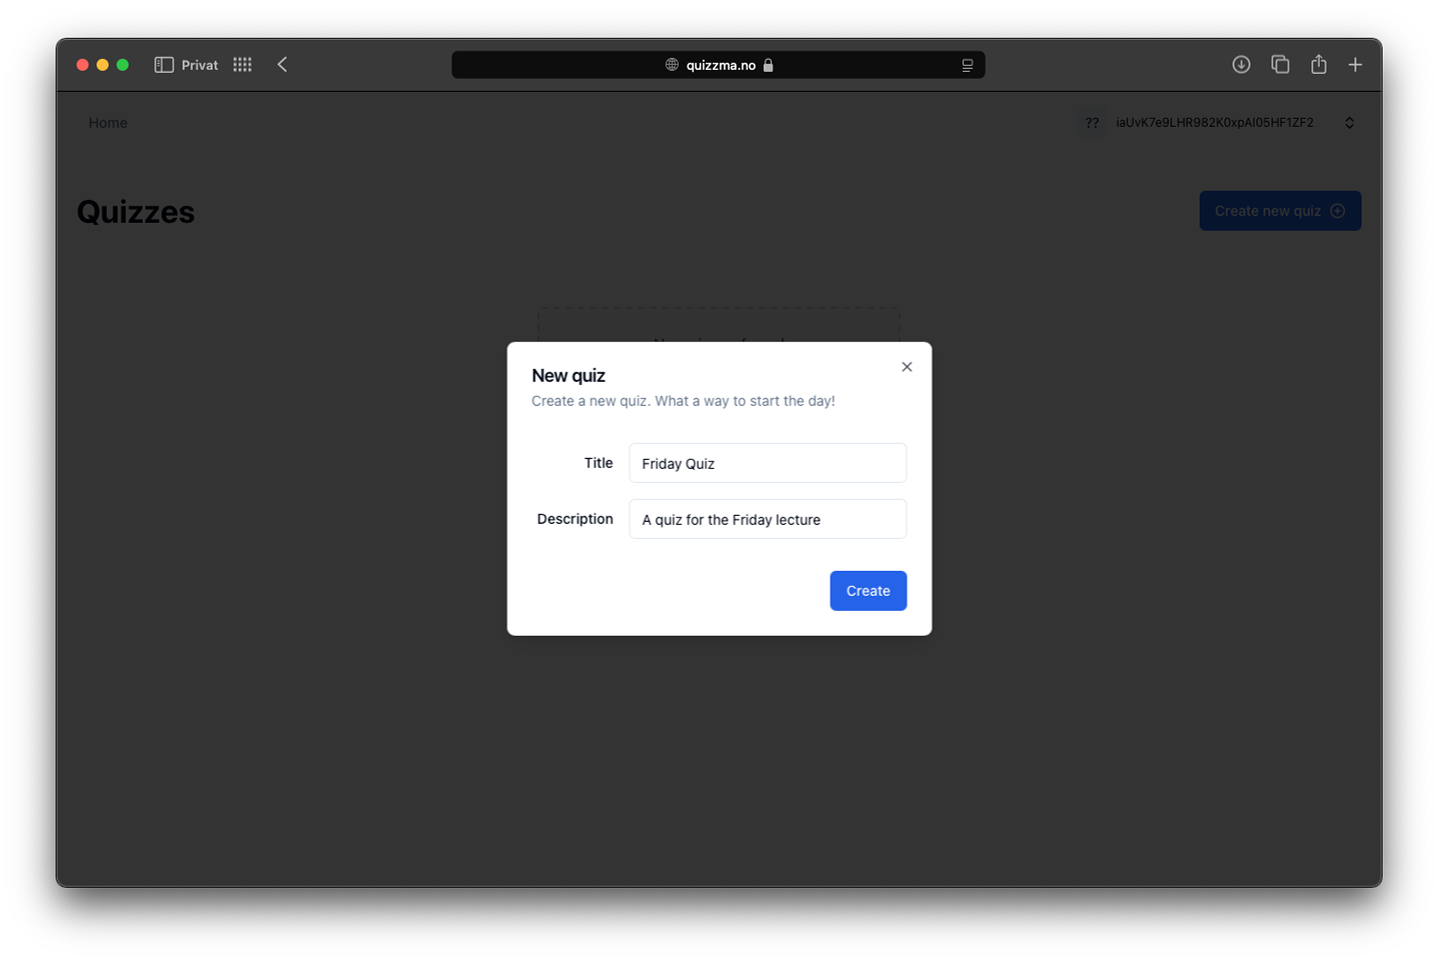 Privat
quizzma.no
Home
?? iaUvK7e9LHR982K0xpAI05HF1ZF2
Quizzes
Create new quiz
New quiz
Create a new quiz. What a way to start the day!
Title
Friday Quiz
Description
A quiz for the Friday lecture
Create